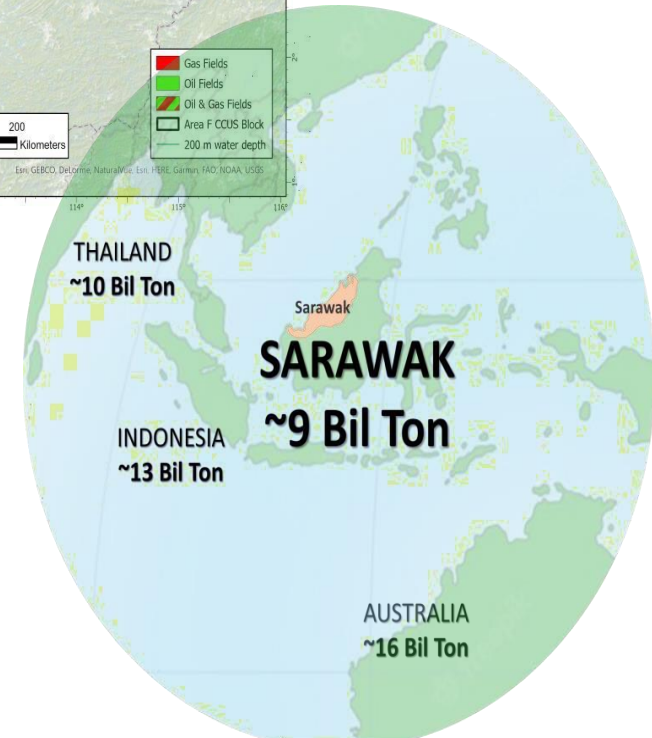 Gas Fields
Oil Fields
Oil & Gas Fields
Area F CCUS Block
200 m water depth
200
Kilometers
Esri, GEBCO, DeLorme, NaturalVue, Esri, HERE, Garmin, FAO, NOAA, USGS
114° 115° 116°
THAILAND
~10 Bil Ton
Sarawak
SARAWAK
~9 Bil Ton
INDONESIA
~13 Bil Ton
AUSTRALIA
~16 Bil Ton